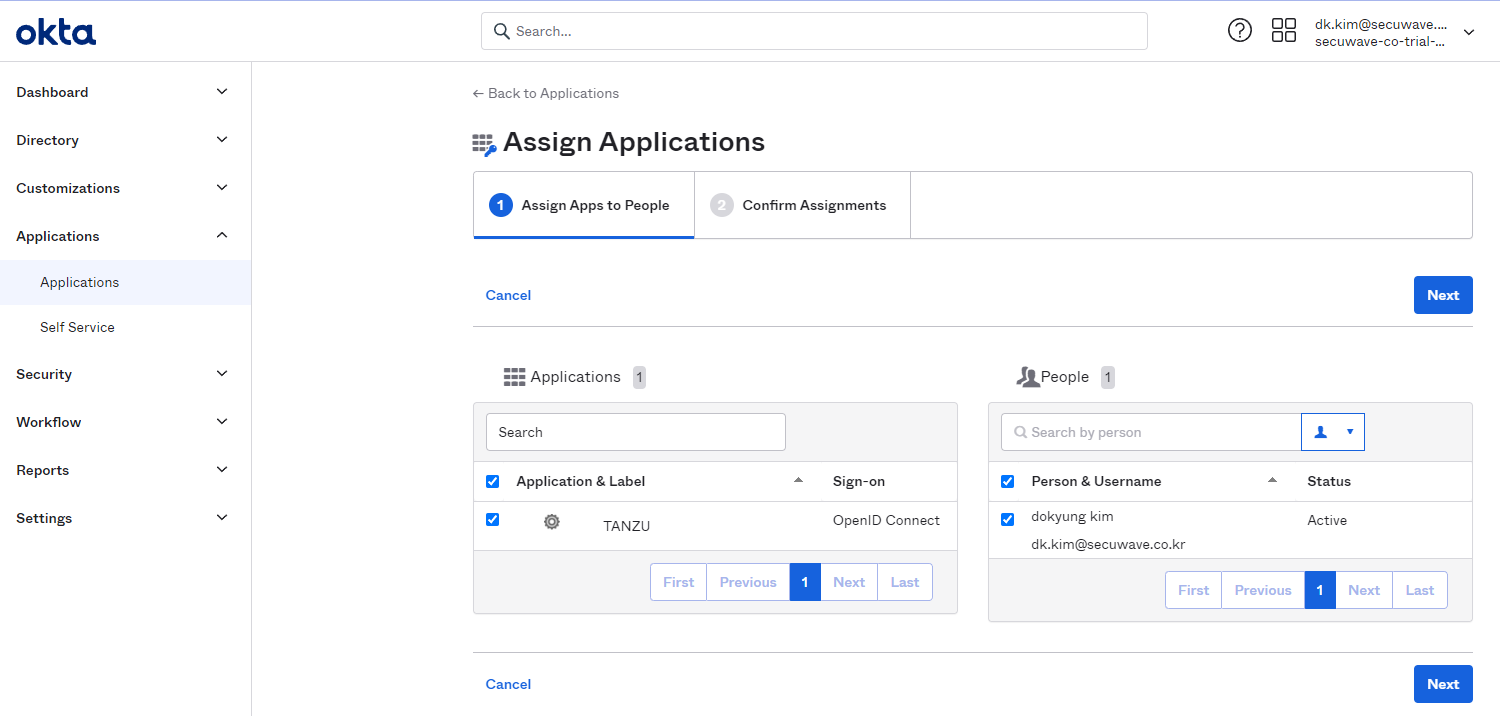 okta
Search...
dk.kim@secuwave....
secuwave-co-trial-...
Dashboard
Directory
Customizations
Applications
Applications
Self Service
Security
Workflow
Reports
Settings
← Back to Applications
Assign Applications
1 Assign Apps to People
2 Confirm Assignments
Cancel
Next
Applications 1
Search
Application & Label Sign-on
TANZU OpenID Connect
First Previous 1 Next Last
People 1
Search by person
Person & Username Status
dokyung kim Active
dk.kim@secuwave.co.kr
First Previous 1 Next Last
Cancel
Next